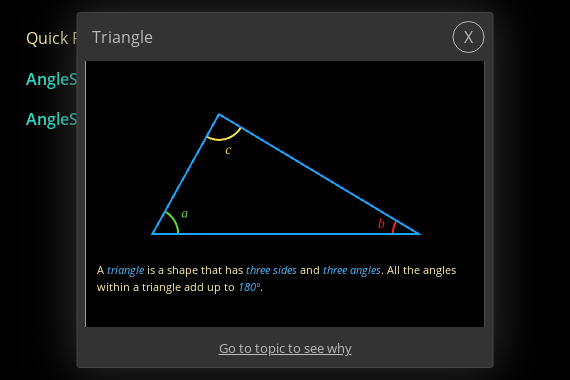 Triangle
X
Quick
AngleS
AngleS
c
a
b
A triangle is a shape that has three sides and three angles. All the angles
within a triangle add up to 180º.
Go to topic to see why